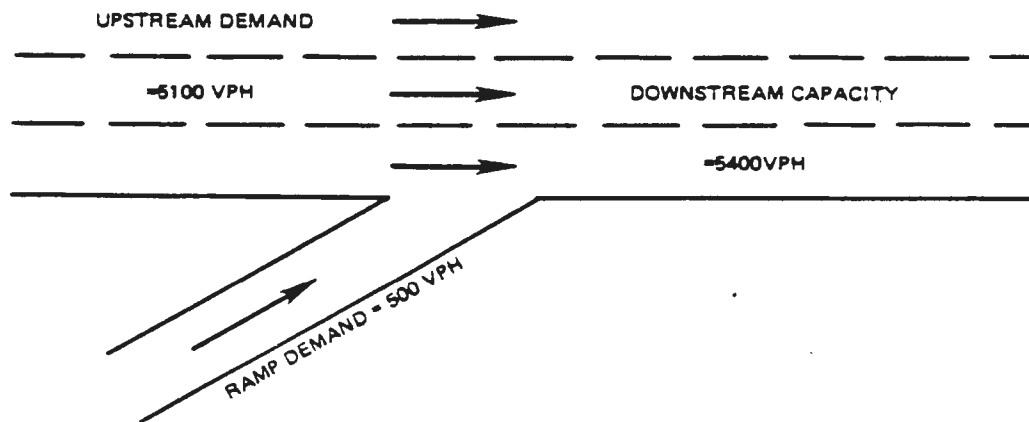 UPSTREAM DEMAND
=5100 VPH
DOWNSTREAM CAPACITY
=5400VPH
RAMP DEMAND = 500 VPH